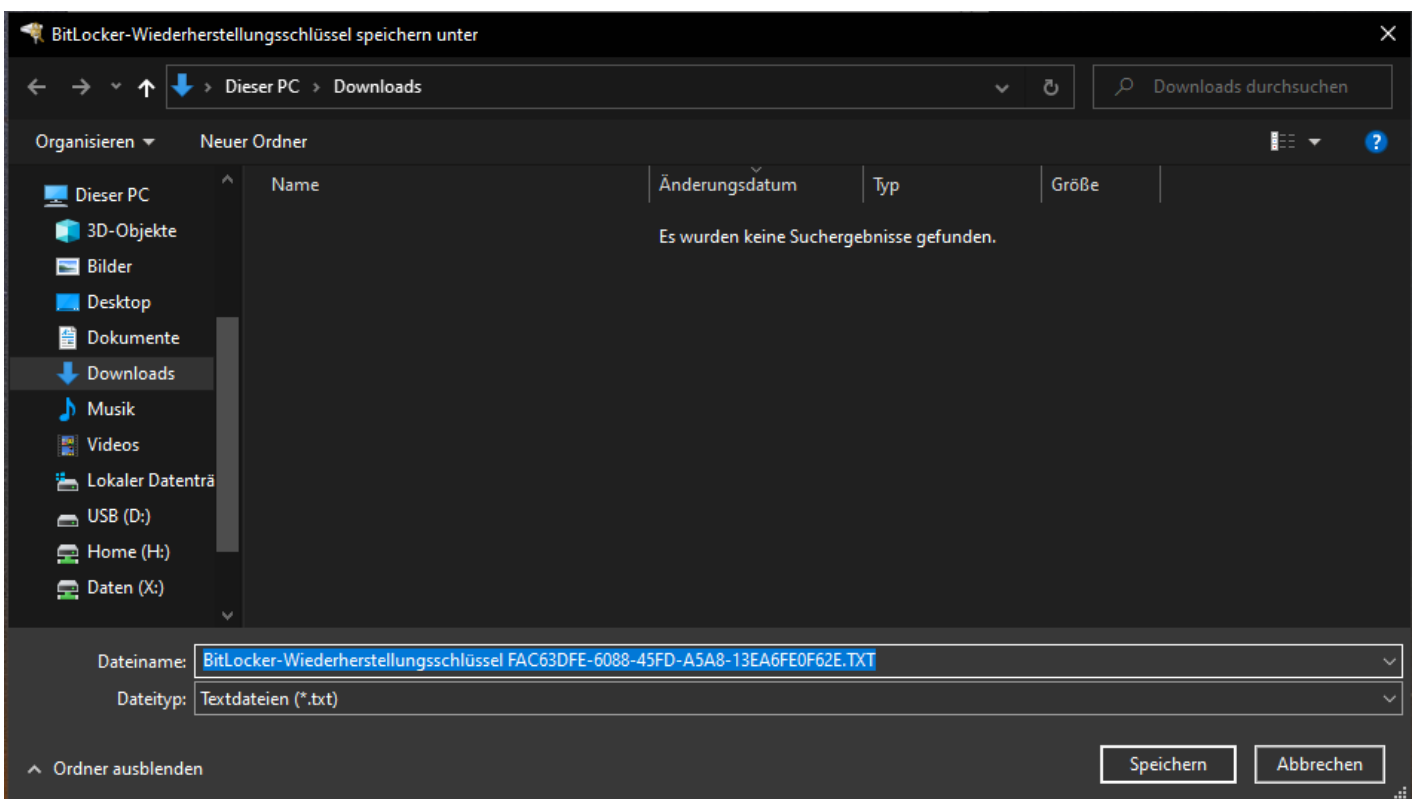 BitLocker-Wiederherstellungsschlüssel speichern unter
Dieser PC > Downloads
Downloads durchsuchen
Organisieren
Neuer Ordner
Name Änderungsdatum Typ Größe
Es wurden keine Suchergebnisse gefunden.
Dieser PC
3D-Objekte
Bilder
Desktop
Dokumente
Downloads
Musik
Videos
Lokaler Datenträ
USB (D:)
Home (H:)
Daten (X:)
Dateiname: BitLocker-Wiederherstellungsschlüssel FAC63DFE-6088-45FD-A5A8-13EA6FE0F62E.TXT
Dateityp: Textdateien (*.txt)
Ordner ausblenden
Speichern Abbrechen